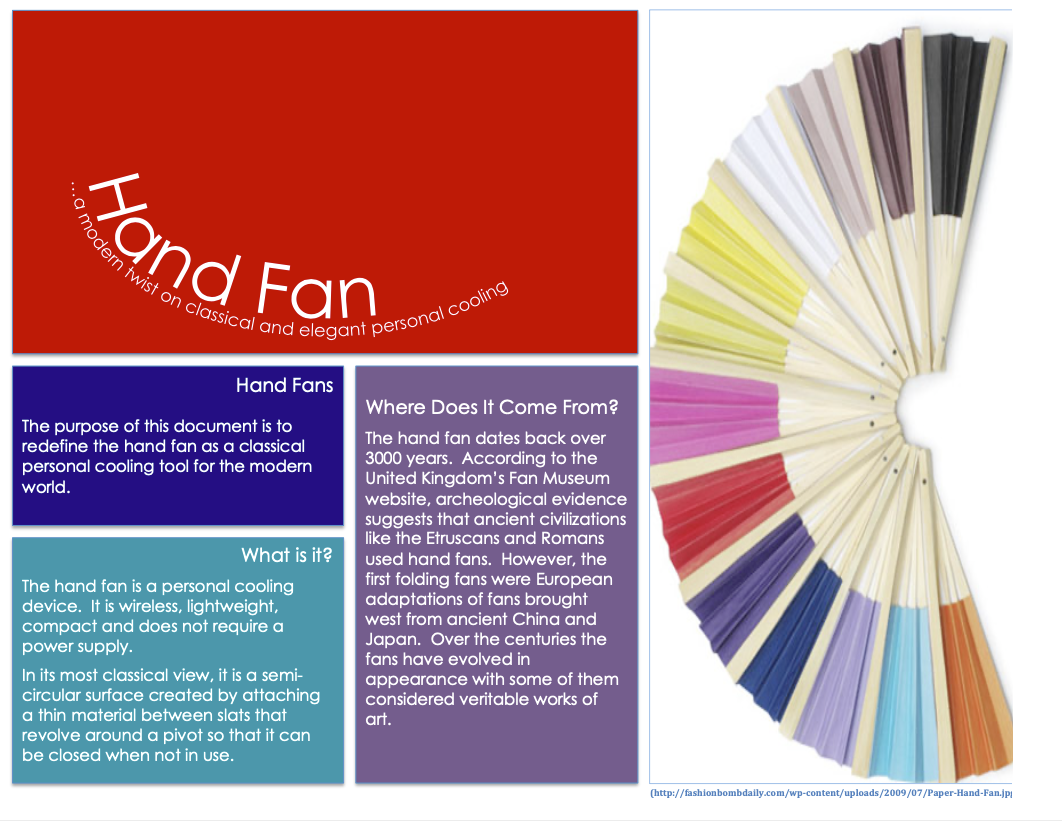 Hand Fan
...a modern twist on classical and elegant personal cooling
Hand Fans
The purpose of this document is to
redefine the hand fan as a classical
personal cooling tool for the modern
world.
What is it?
The hand fan is a personal cooling
device.  It is wireless, lightweight,
compact and does not require a
power supply.
In its most classical view, it is a semi-
circular surface created by attaching
a thin material between slats that
revolve around a pivot so that it can
be closed when not in use.
Where Does It Come From?
The hand fan dates back over
3000 years.  According to the
United Kingdom's Fan Museum
website, archeological evidence
suggests that ancient civilizations
like the Etruscans and Romans
used hand fans.  However, the
first folding fans were European
adaptations of fans brought
west from ancient China and
Japan.  Over the centuries the
fans have evolved in
appearance with some of them
considered veritable works of
art.
(http://fashionbombdaily.com/wp-content/uploads/2009/07/Paper-Hand-Fan.jpg